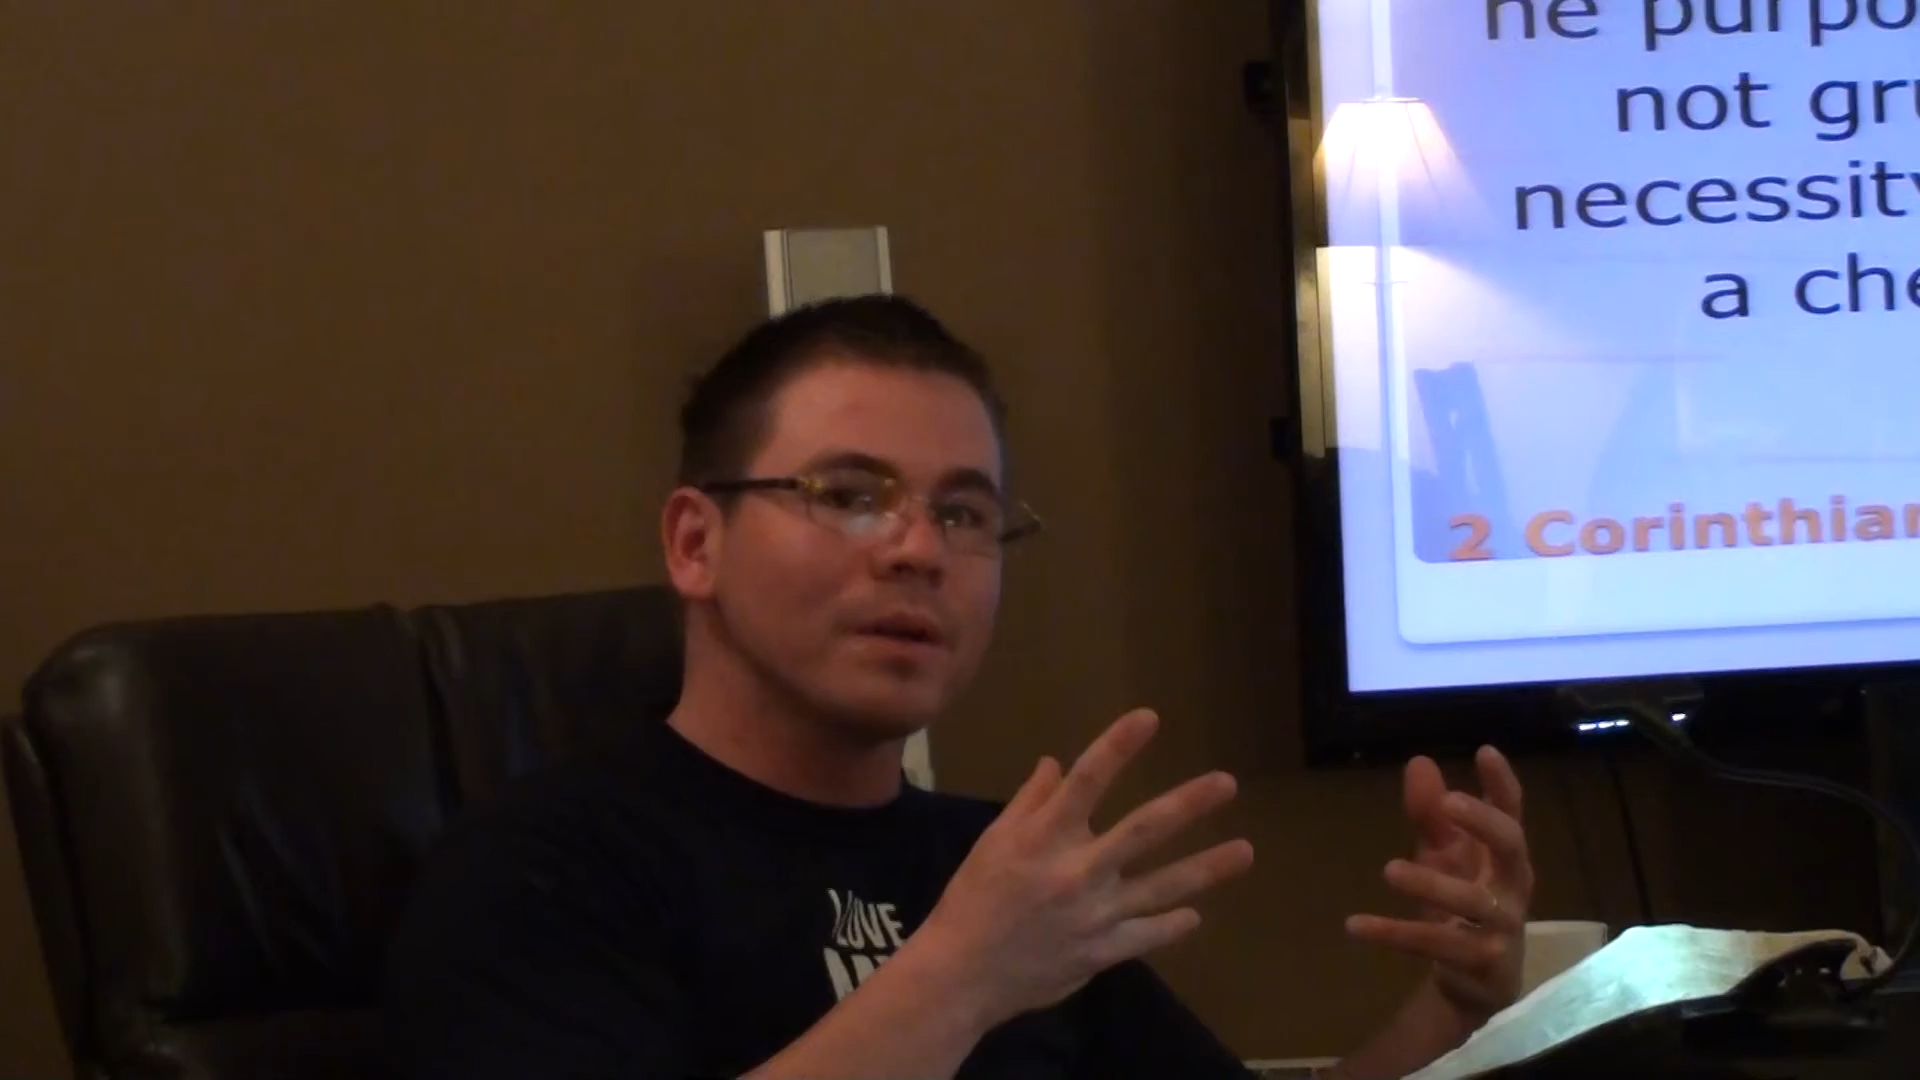 he purpo
not gru
necessity
a che
2 Corinthian
LOVE